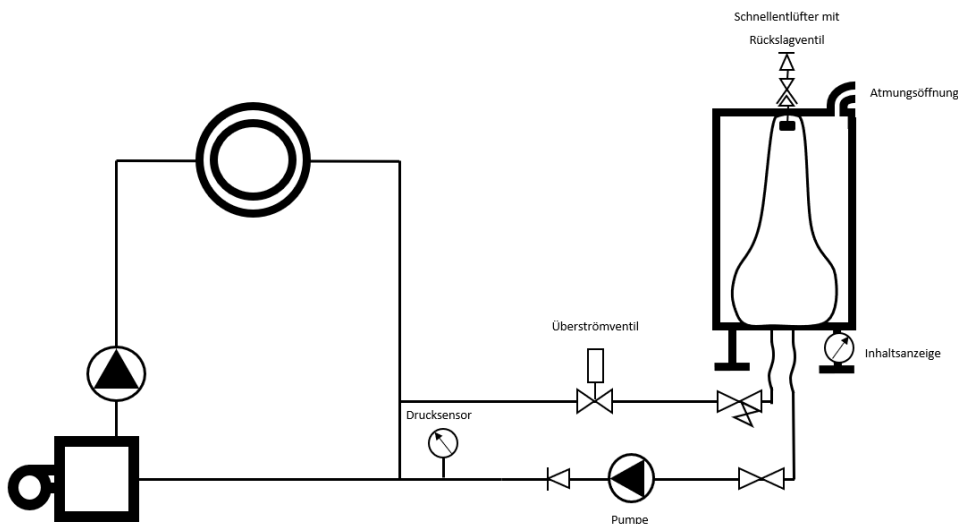 Schnellentlüfter mit
Rückslagventil
Atmungsöffnung
Überströmventil
Inhaltsanzeige
Drucksensor
Pumpe